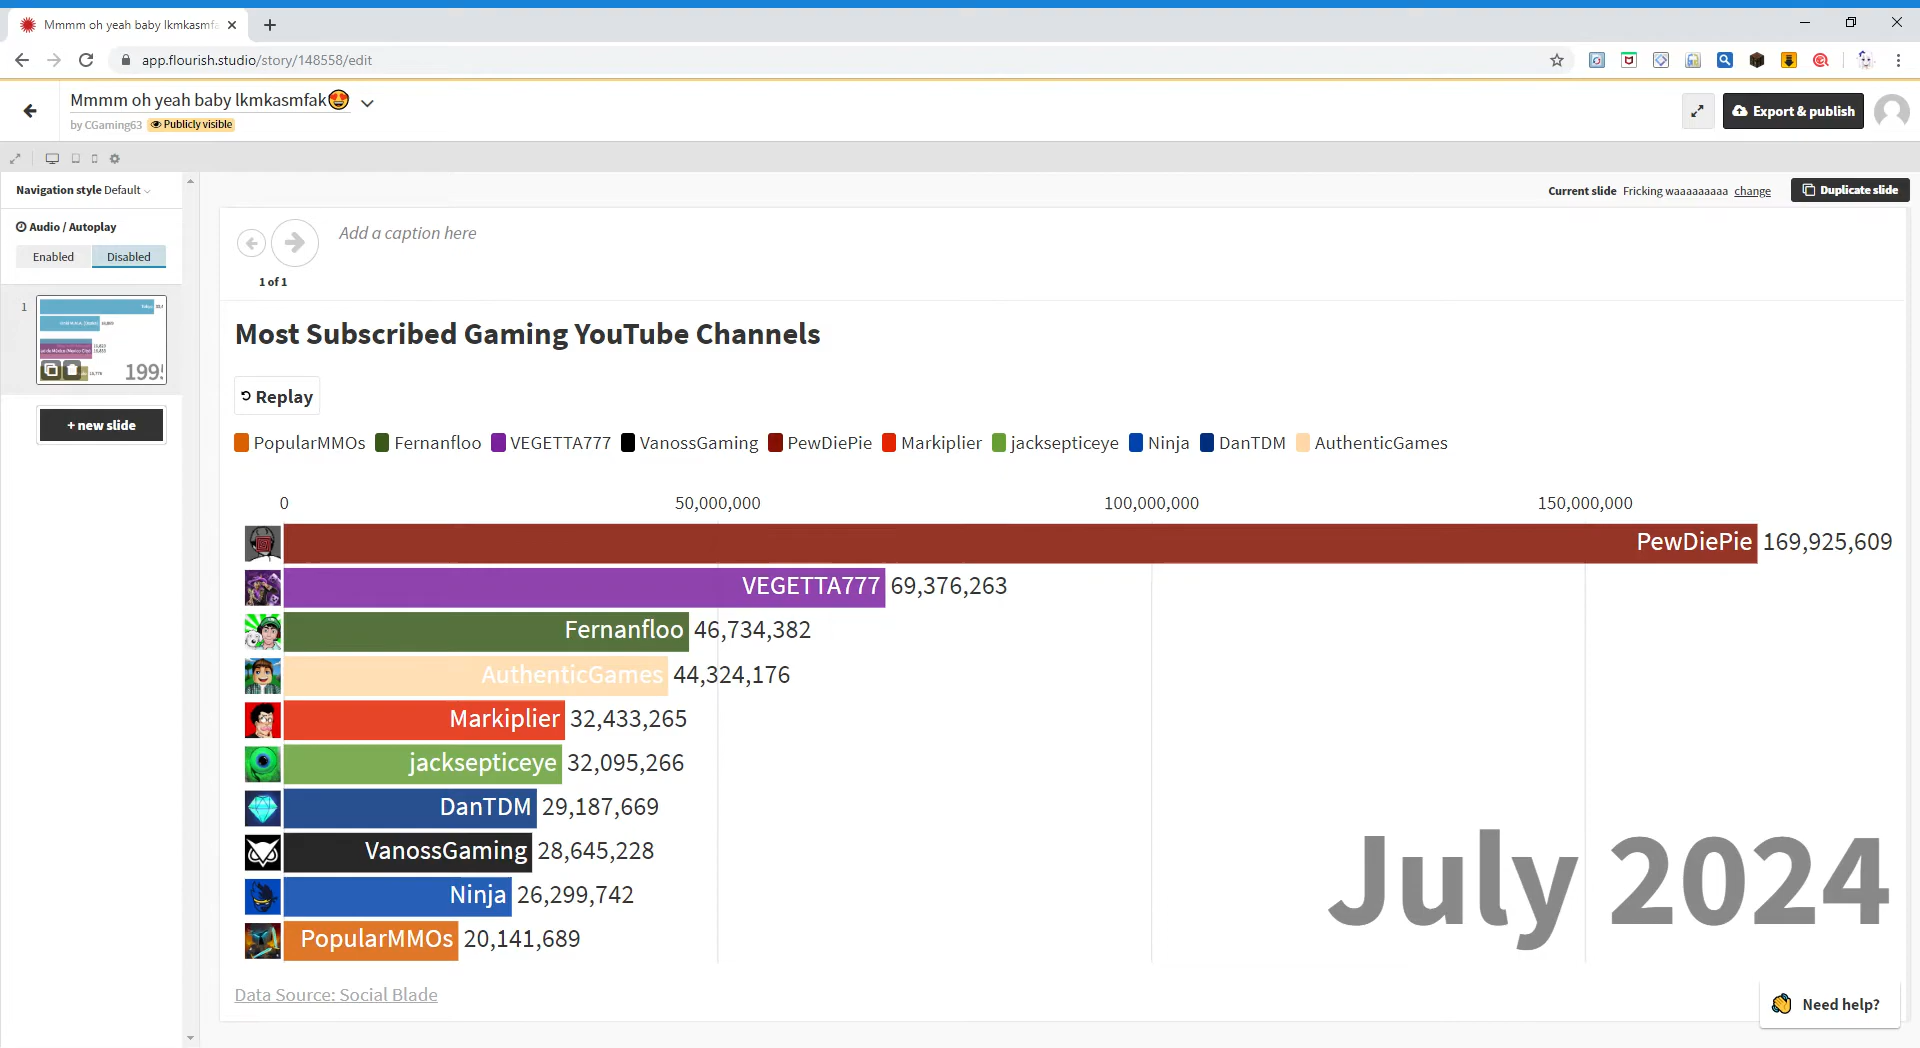 Mmmm oh yeah baby lkmkasmfa
app.flourish.studio/story/148558/edit
Mmmm oh yeah baby lkmkasmfak😍
by CGaming63 Publicly visible
Export & publish
Navigation style Default
Current slide Fricking waaaaaaaaa change
Duplicate slide
Audio / Autoplay
Enabled Disabled
Add a caption here
1 of 1
1
1995
+ new slide
Most Subscribed Gaming YouTube Channels
Replay
PopularMMOs Fernanfloo VEGETTA777 VanossGaming PewDiePie Markiplier jacksepticeye Ninja DanTDM AuthenticGames
0 50,000,000 100,000,000 150,000,000
PewDiePie 169,925,609
VEGETTA777 69,376,263
Fernanfloo 46,734,382
AuthenticGames 44,324,176
Markiplier 32,433,265
jacksepticeye 32,095,266
DanTDM 29,187,669
VanossGaming 28,645,228
Ninja 26,299,742
PopularMMOs 20,141,689
July 2024
Data Source: Social Blade
Need help?